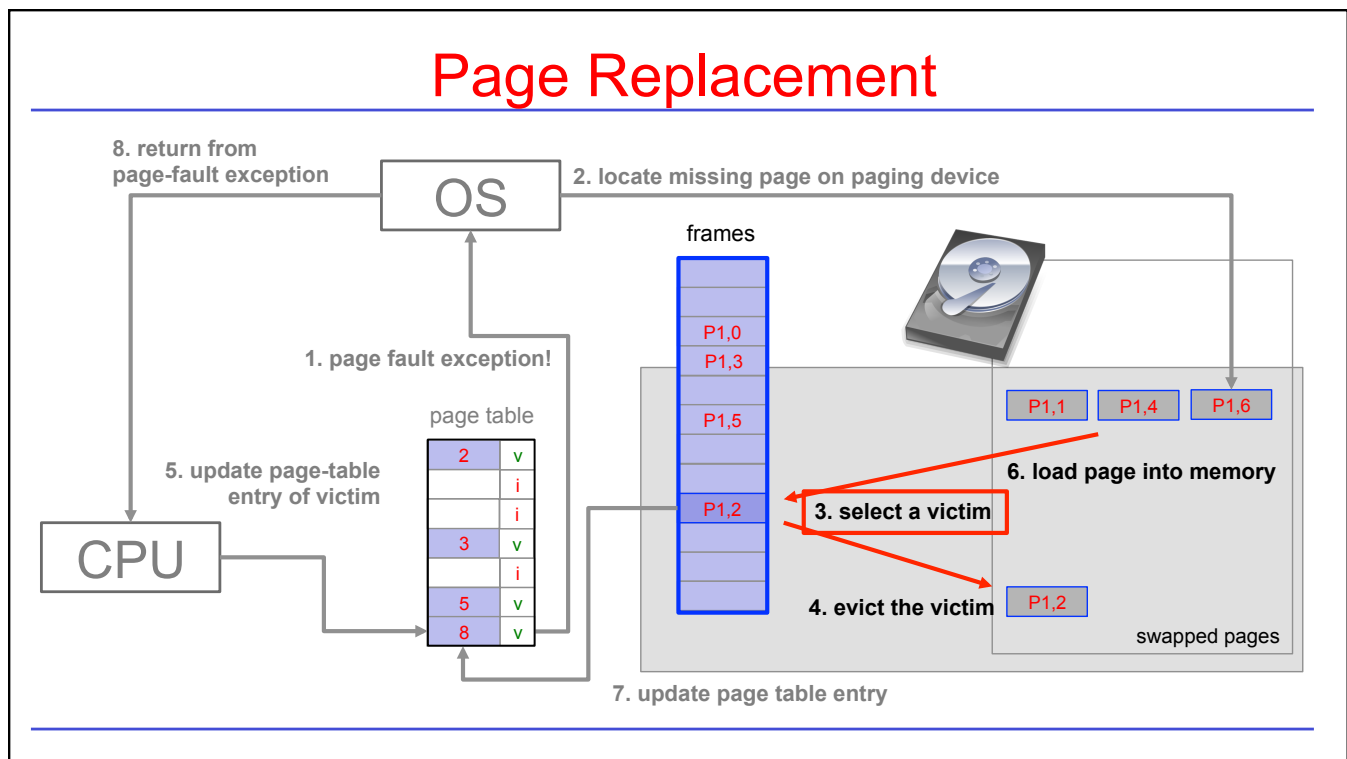 Page Replacement
8. return from
page-fault exception
OS
2. locate missing page on paging device
frames
P1,0
P1,3
P1,5
P1,2
1. page fault exception!
page table
2 v
i
i
3 v
i
5 v
8 v
5. update page-table
entry of victim
CPU
P1,1 P1,4 P1,6
6. load page into memory
3. select a victim
4. evict the victim
P1,2
swapped pages
7. update page table entry